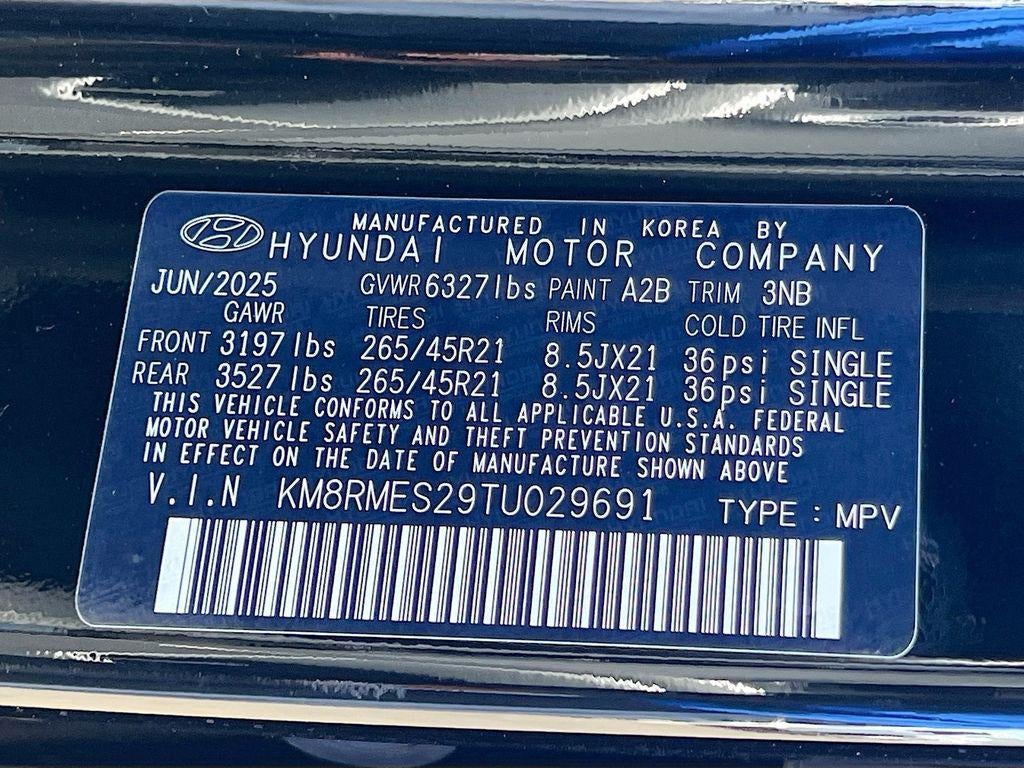 MANUFACTURED IN KOREA BY
HYUNDAI MOTOR COMPANY
JUN/2025 GVWR 6327lbs PAINT A2B TRIM 3NB
GAWR TIRES RIMS COLD TIRE INFL
FRONT 3197lbs 265/45R21 8.5JX21 36psi SINGLE
REAR 3527lbs 265/45R21 8.5JX21 36psi SINGLE
THIS VEHICLE CONFORMS TO ALL APPLICABLE U.S.A. FEDERAL
MOTOR VEHICLE SAFETY AND THEFT PREVENTION STANDARDS
IN EFFECT ON THE DATE OF MANUFACTURE SHOWN ABOVE
V.I.N KM8RMES29TU029691 TYPE : MPV